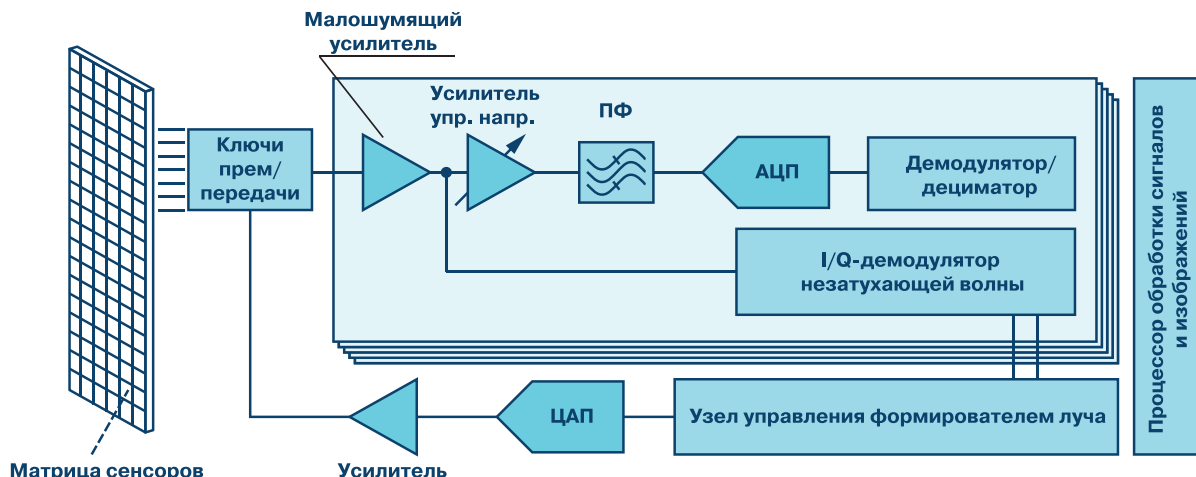 Малошумящий
усилитель
Усилитель
упр. напр.
ПФ
Ключи
прем/
передачи
АЦП
Демодулятор/
дециматор
I/Q-демодулятор
незатухающей волны
Процессор обработки сигналов
и изображений
ЦАП
Узел управления формирователем луча
Матрица сенсоров
Усилитель